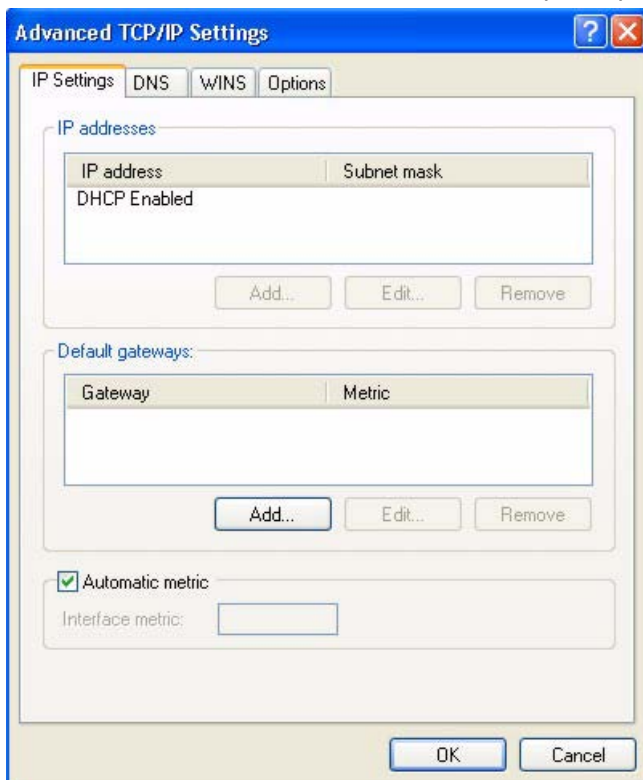 Advanced TCP/IP Settings
IP Settings DNS WINS Options
IP addresses
IP address Subnet mask
DHCP Enabled
Add... Edit... Remove
Default gateways:
Gateway Metric
Add... Edit... Remove
Automatic metric
Interface metric:
OK Cancel